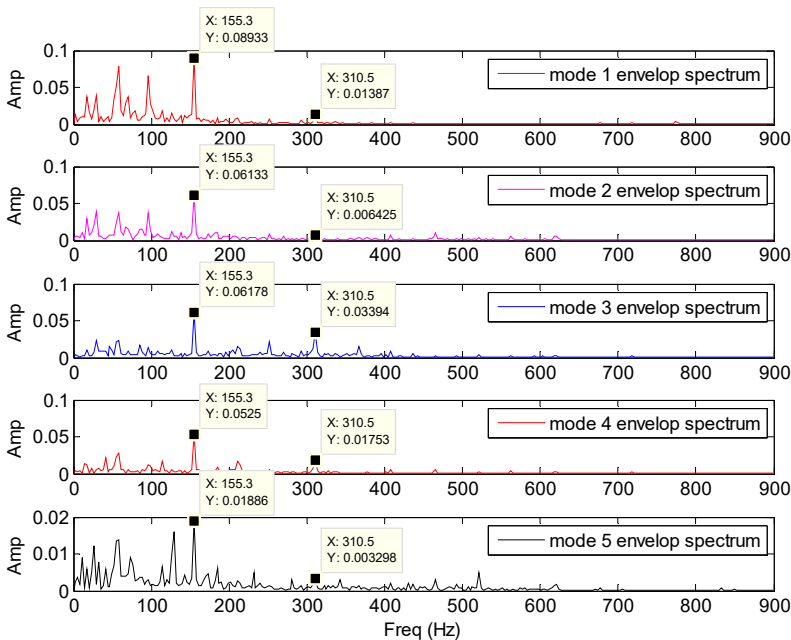 X: 155.3
Y: 0.08933
X: 310.5
Y: 0.01387
0.1
0.05
0
Amp
mode 1 envelop spectrum
0 100 200 300 400 500 600 700 800 900
X: 155.3
Y: 0.06133
X: 310.5
Y: 0.006425
0.1
0.05
0
Amp
mode 2 envelop spectrum
0 100 200 300 400 500 600 700 800 900
X: 155.3
Y: 0.06178
X: 310.5
Y: 0.03394
0.1
0.05
0
Amp
mode 3 envelop spectrum
0 100 200 300 400 500 600 700 800 900
X: 155.3
Y: 0.0525
X: 310.5
Y: 0.01753
0.1
0.05
0
Amp
mode 4 envelop spectrum
0 100 200 300 400 500 600 700 800 900
X: 155.3
Y: 0.01886
X: 310.5
Y: 0.003298
0.02
0.01
0
Amp
mode 5 envelop spectrum
0 100 200 300 400 500 600 700 800 900
Freq (Hz)